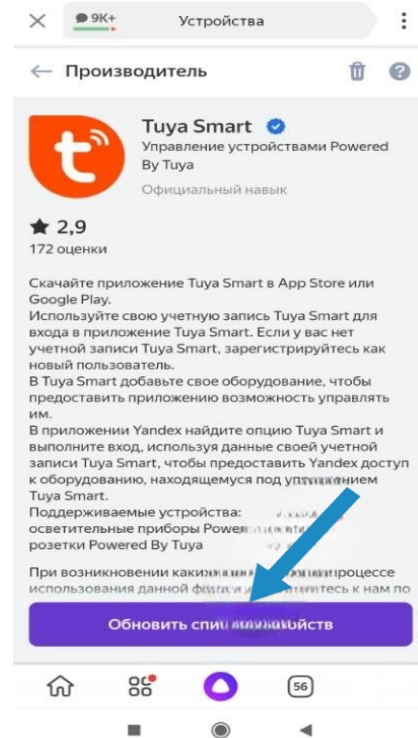 9K+ Устройства
Производитель
Tuya Smart
Управление устройствами Powered
By Tuya
Официальный навык
2,9
172 оценки
Скачайте приложение Tuya Smart в App Store или
Google Play.
Используйте свою учетную запись Tuya Smart для
входа в приложение Tuya Smart. Если у вас нет
учетной записи Tuya Smart, зарегистрируйтесь как
новый пользователь.
В Tuya Smart добавьте свое оборудование, чтобы
предоставить приложению возможность управлять
им.
В приложении Yandex найдите опцию Tuya Smart и
выполните вход, используя данные своей учетной
записи Tuya Smart, чтобы предоставить Yandex доступ
к оборудованию, находящемуся под
Tuya Smart.
Поддерживаемые устройства:
осветительные приборы
розетки Powered By Tuya
При возникновении процессе
использования данной к нам по
Обновить
56